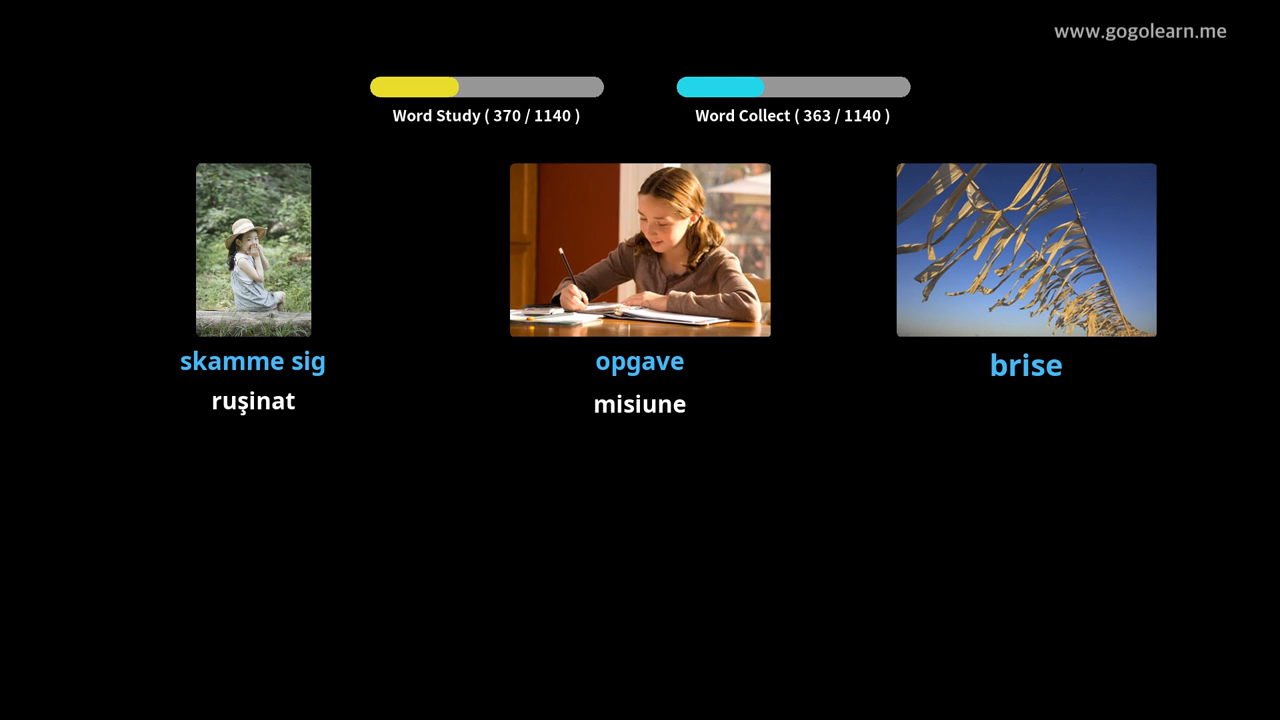 www.gogolearn.me
Word Study ( 370 / 1140 )
Word Collect ( 363 / 1140 )
skamme sig
opgave
brise
ruşinat
misiune